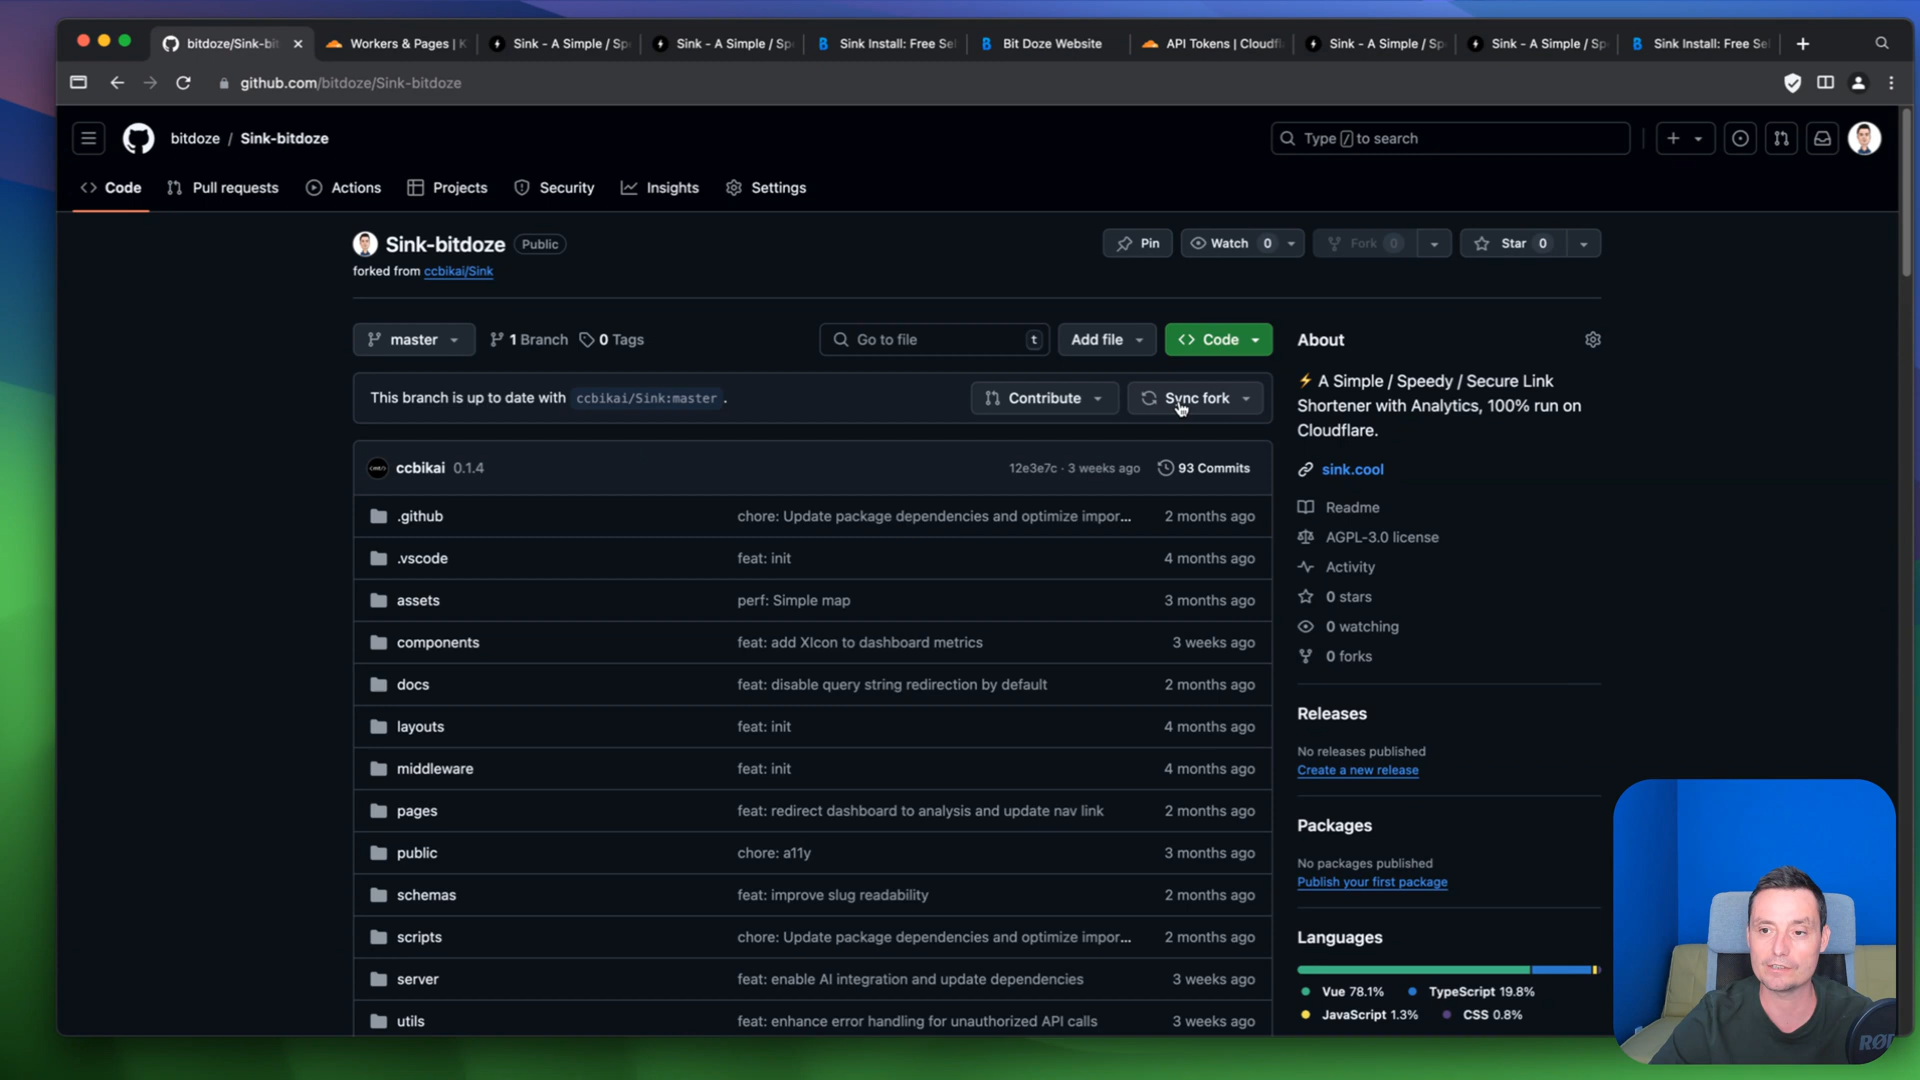 bitdoze/Sink-bit
Workers & Pages | K
Sink - A Simple / Sp
Sink - A Simple / Sp
Sink Install: Free Sel
Bit Doze Website
API Tokens | Cloudfl
Sink - A Simple / Sp
Sink - A Simple / Sp
Sink Install: Free Sel
github.com/bitdoze/Sink-bitdoze
bitdoze / Sink-bitdoze
Type / to search
Code
Pull requests
Actions
Projects
Security
Insights
Settings
Sink-bitdoze Public
forked from ccbikai/Sink
Pin
Watch 0
Fork 0
Star 0
master
1 Branch
0 Tags
Go to file t
Add file
Code
This branch is up to date with ccbikai/Sink:master .
Contribute
Sync fork
ccbikai 0.1.4
12e3e7c · 3 weeks ago
93 Commits
.github chore: Update package dependencies and optimize impor... 2 months ago
.vscode feat: init 4 months ago
assets perf: Simple map 3 months ago
components feat: add XIcon to dashboard metrics 3 weeks ago
docs feat: disable query string redirection by default 2 months ago
layouts feat: init 4 months ago
middleware feat: init 4 months ago
pages feat: redirect dashboard to analysis and update nav link 2 months ago
public chore: a11y 3 months ago
schemas feat: improve slug readability 2 months ago
scripts chore: Update package dependencies and optimize impor... 2 months ago
server feat: enable AI integration and update dependencies 3 weeks ago
utils feat: enhance error handling for unauthorized API calls 3 weeks ago
About
⚡ A Simple / Speedy / Secure Link
Shortener with Analytics, 100% run on
Cloudflare.
sink.cool
Readme
AGPL-3.0 license
Activity
0 stars
0 watching
0 forks
Releases
No releases published
Create a new release
Packages
No packages published
Publish your first package
Languages
Vue 78.1%
TypeScript 19.8%
JavaScript 1.3%
CSS 0.8%